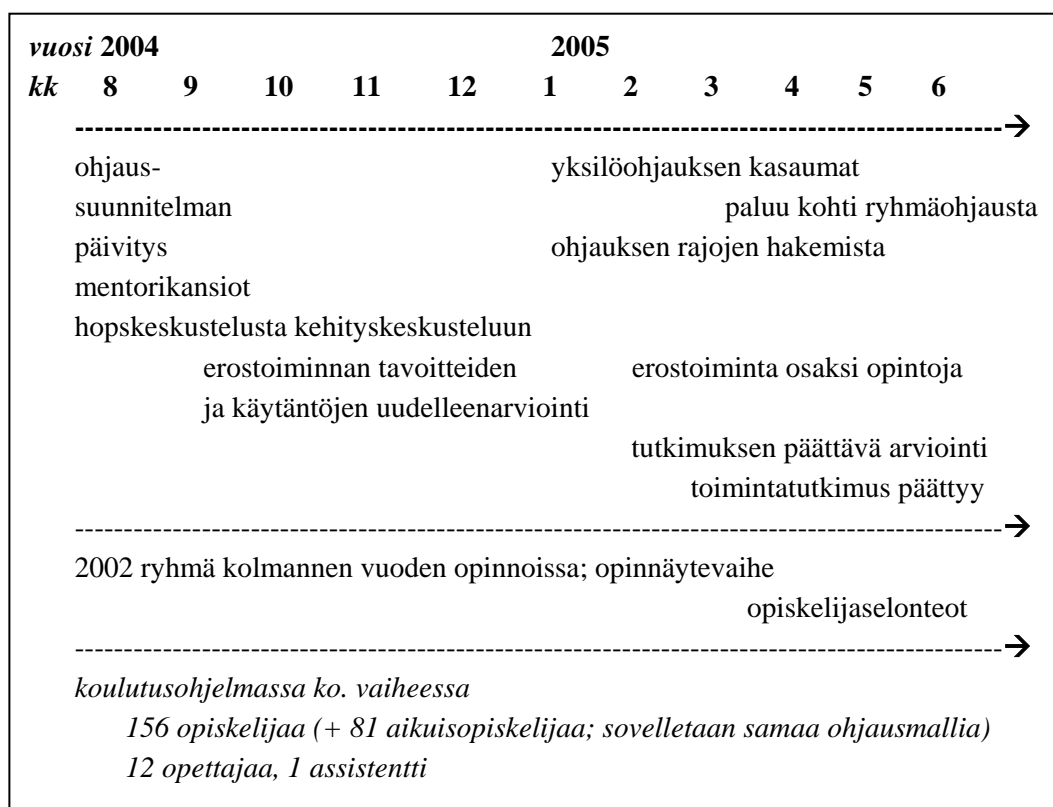 vuosi 2004 2005
kk 8 9 10 11 12 1 2 3 4 5 6
ohjaus- yksilöohjauksen kasaumat
suunnitelman paluu kohti ryhmäohjausta
päivitys ohjauksen rajojen hakemista
mentorikansiot
hopskeskustelusta kehityskeskusteluun
erostoiminnan tavoitteiden erostoiminta osaksi opintoja
ja käytäntöjen uudelleenarviointi
tutkimuksen päättävä arviointi
toimintatutkimus päättyy
2002 ryhmä kolmannen vuoden opinnoissa; opinnäytevaihe
opiskelijaselonteot
koulutusohjelmassa ko. vaiheessa
156 opiskelijaa (+ 81 aikuisopiskelijaa; sovelletaan samaa ohjausmallia)
12 opettajaa, 1 assistentti